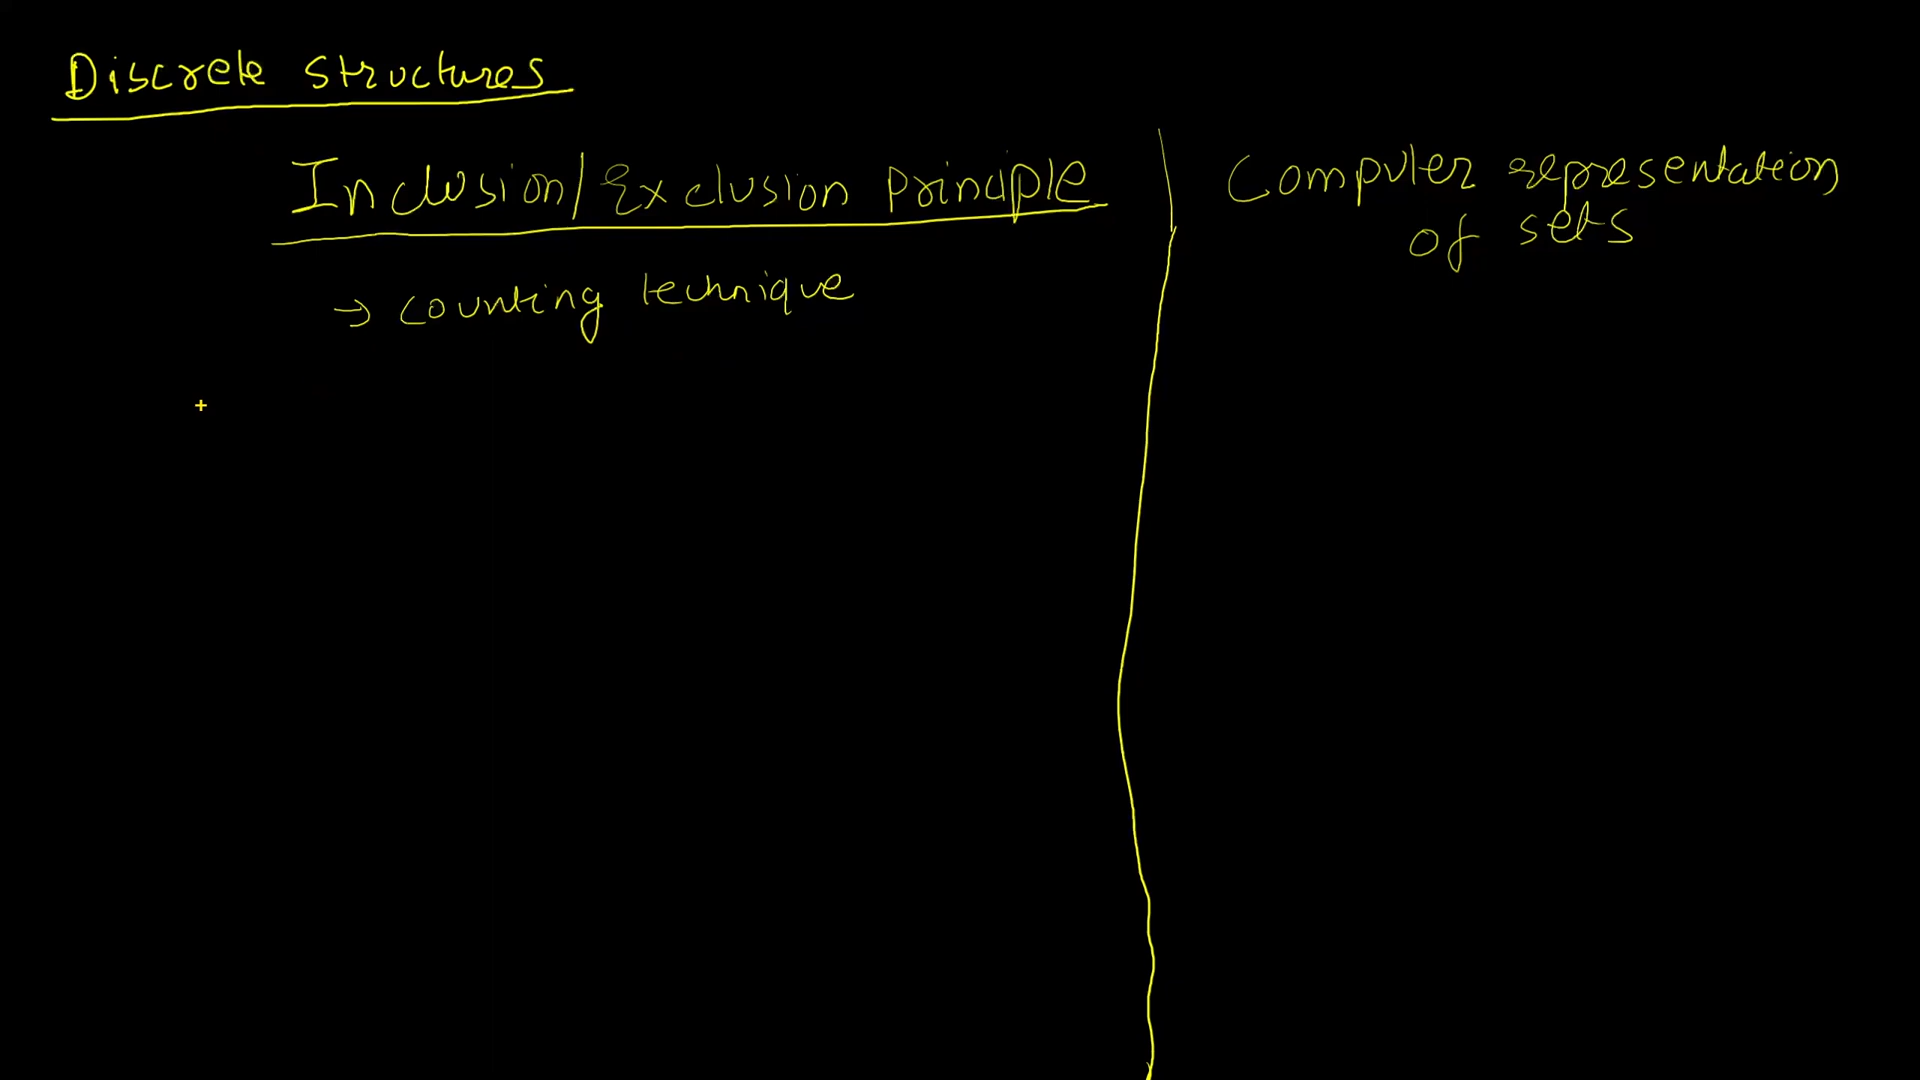 Discrete Structures
Inclusion/Exclusion Principle
→ counting technique
Computer representation
of sets